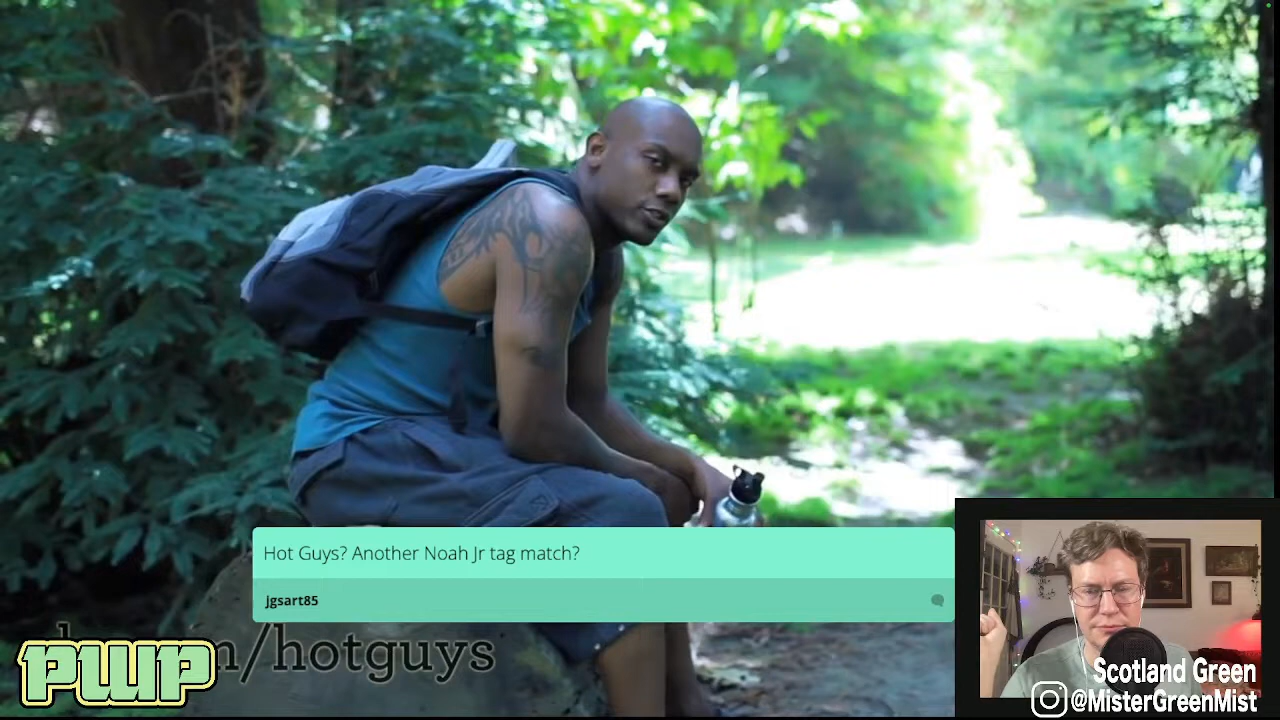 Hot Guys? Another Noah Jr tag match?
jgsart85
n/hotguys
PWP
Scotland Green
@MisterGreenMist